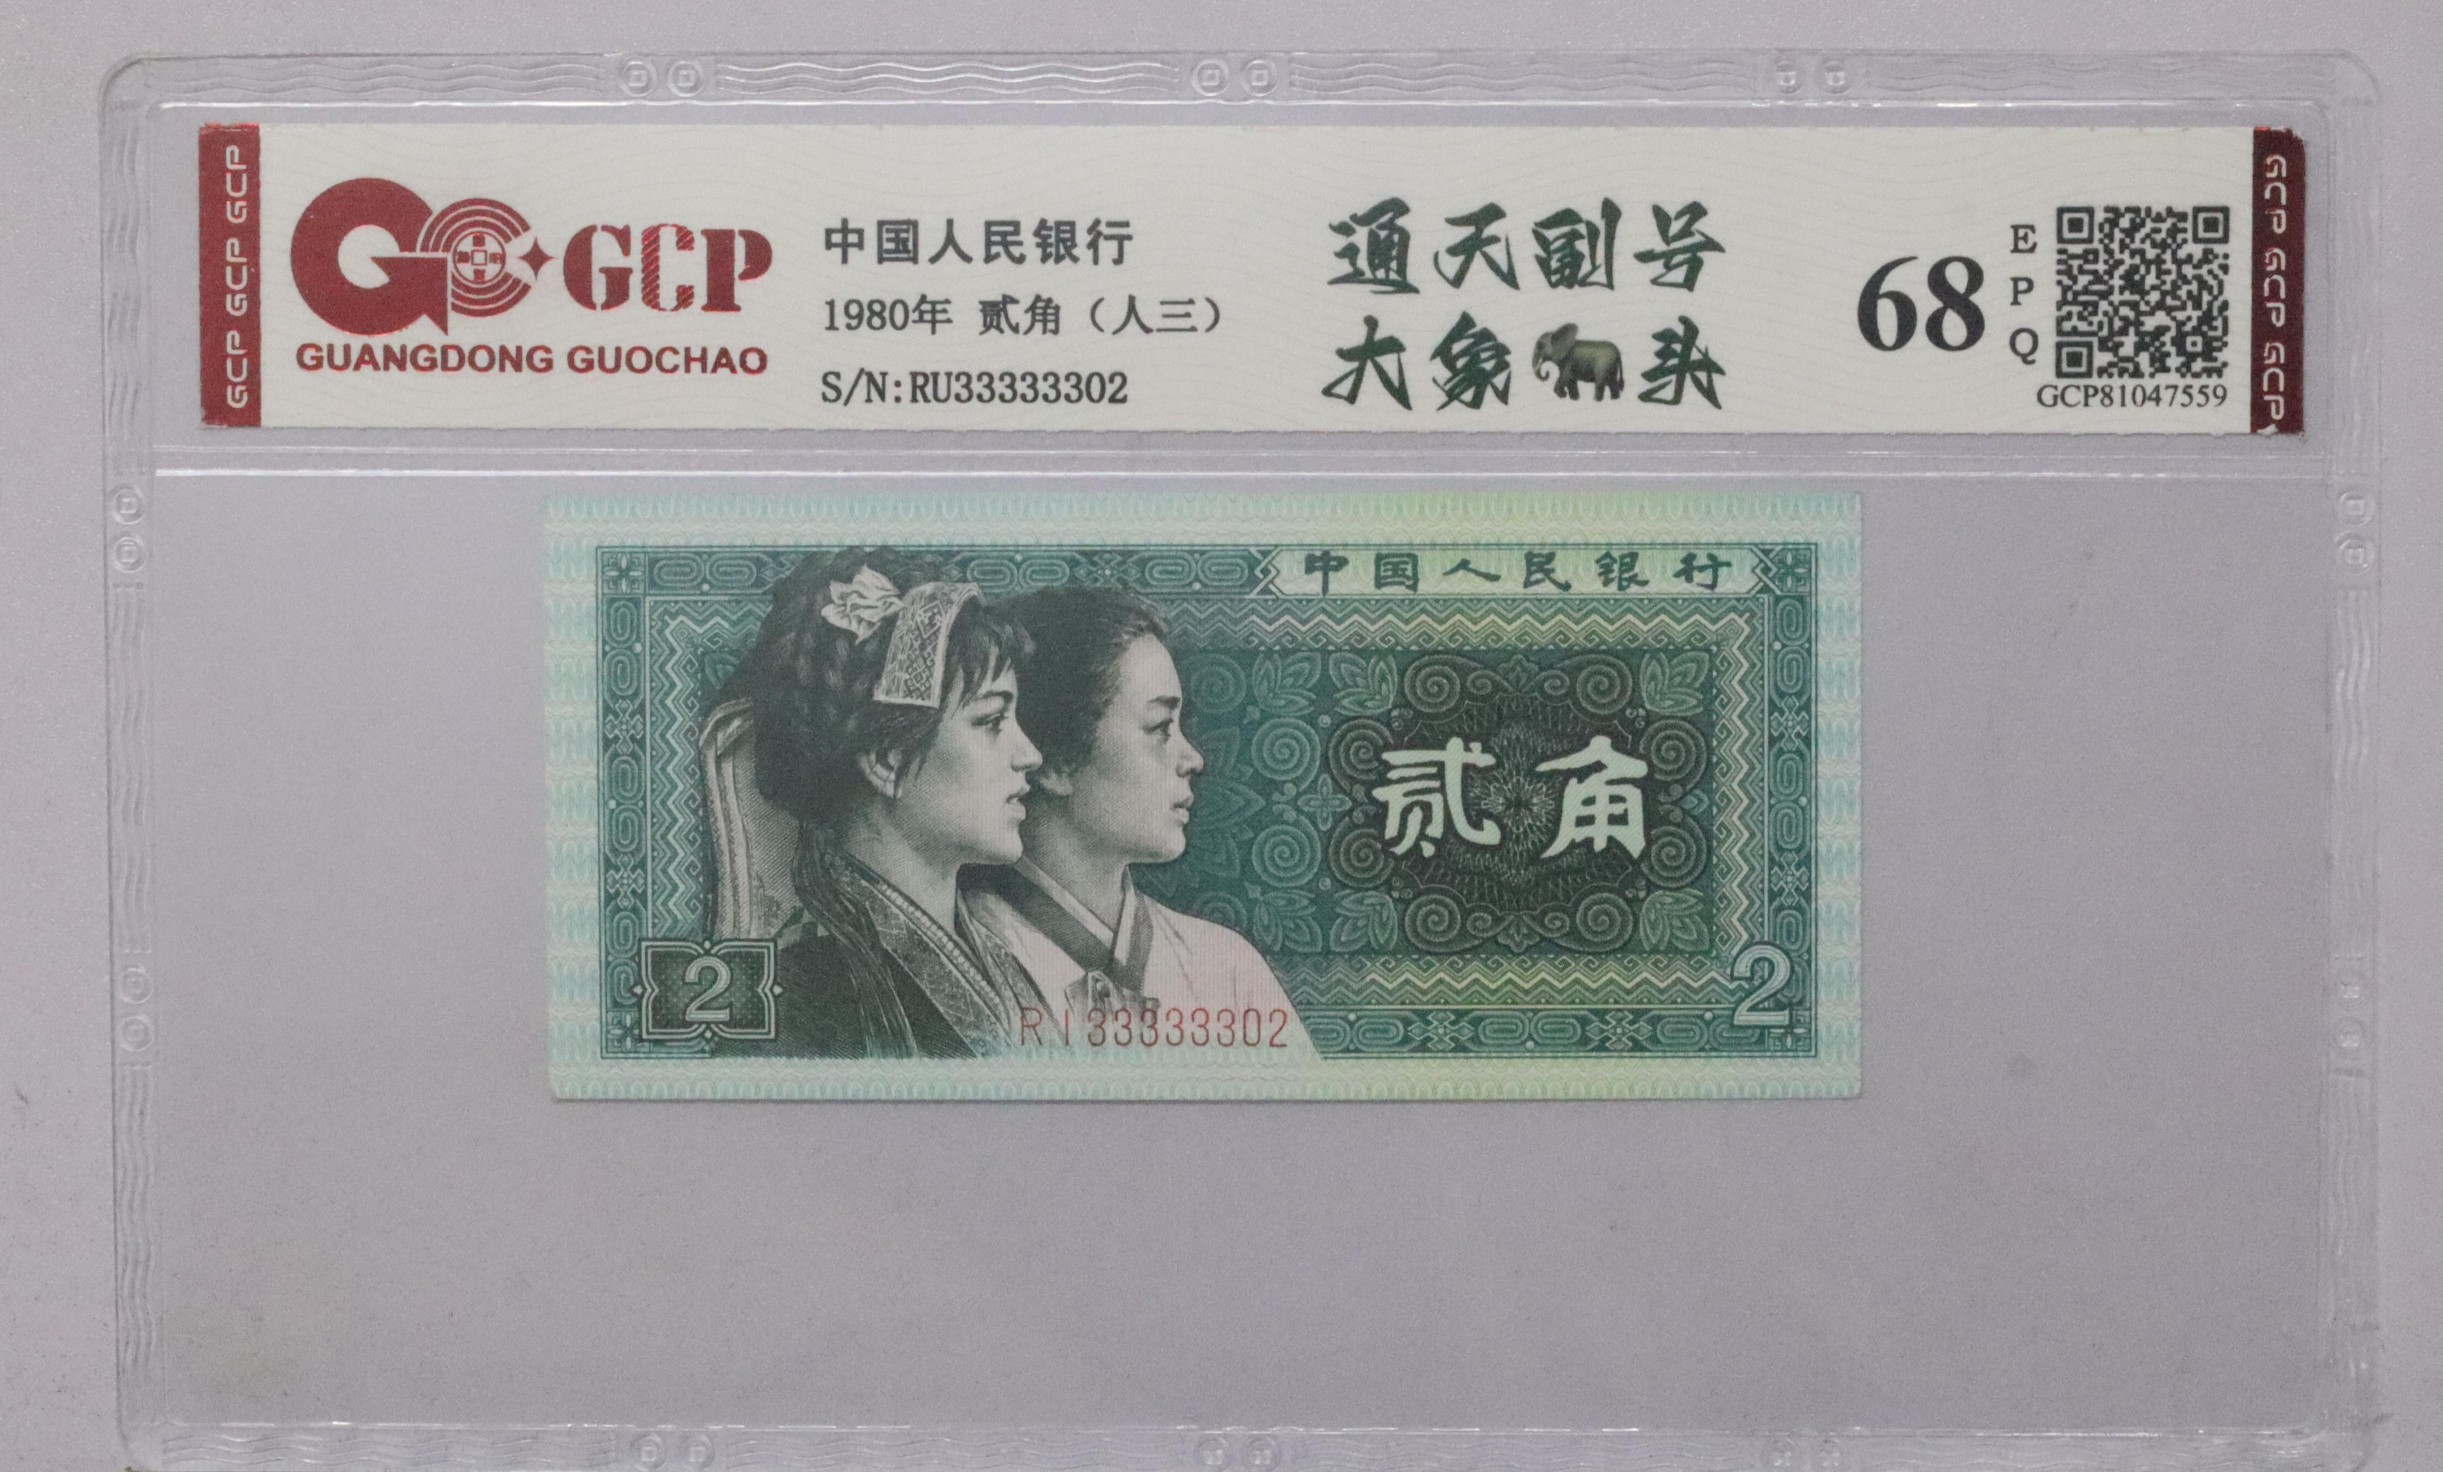 GCP GCP GCP GCP
GCP
GUANGDONG GUOCHAO
中国人民银行
1980年 贰角（人三）
S/N:RU33333302
通天副号
大象头
68
EPQ
GCP81047559
GCP GCP GCP GCP
中国人民银行
贰角
2
RI33333302
2